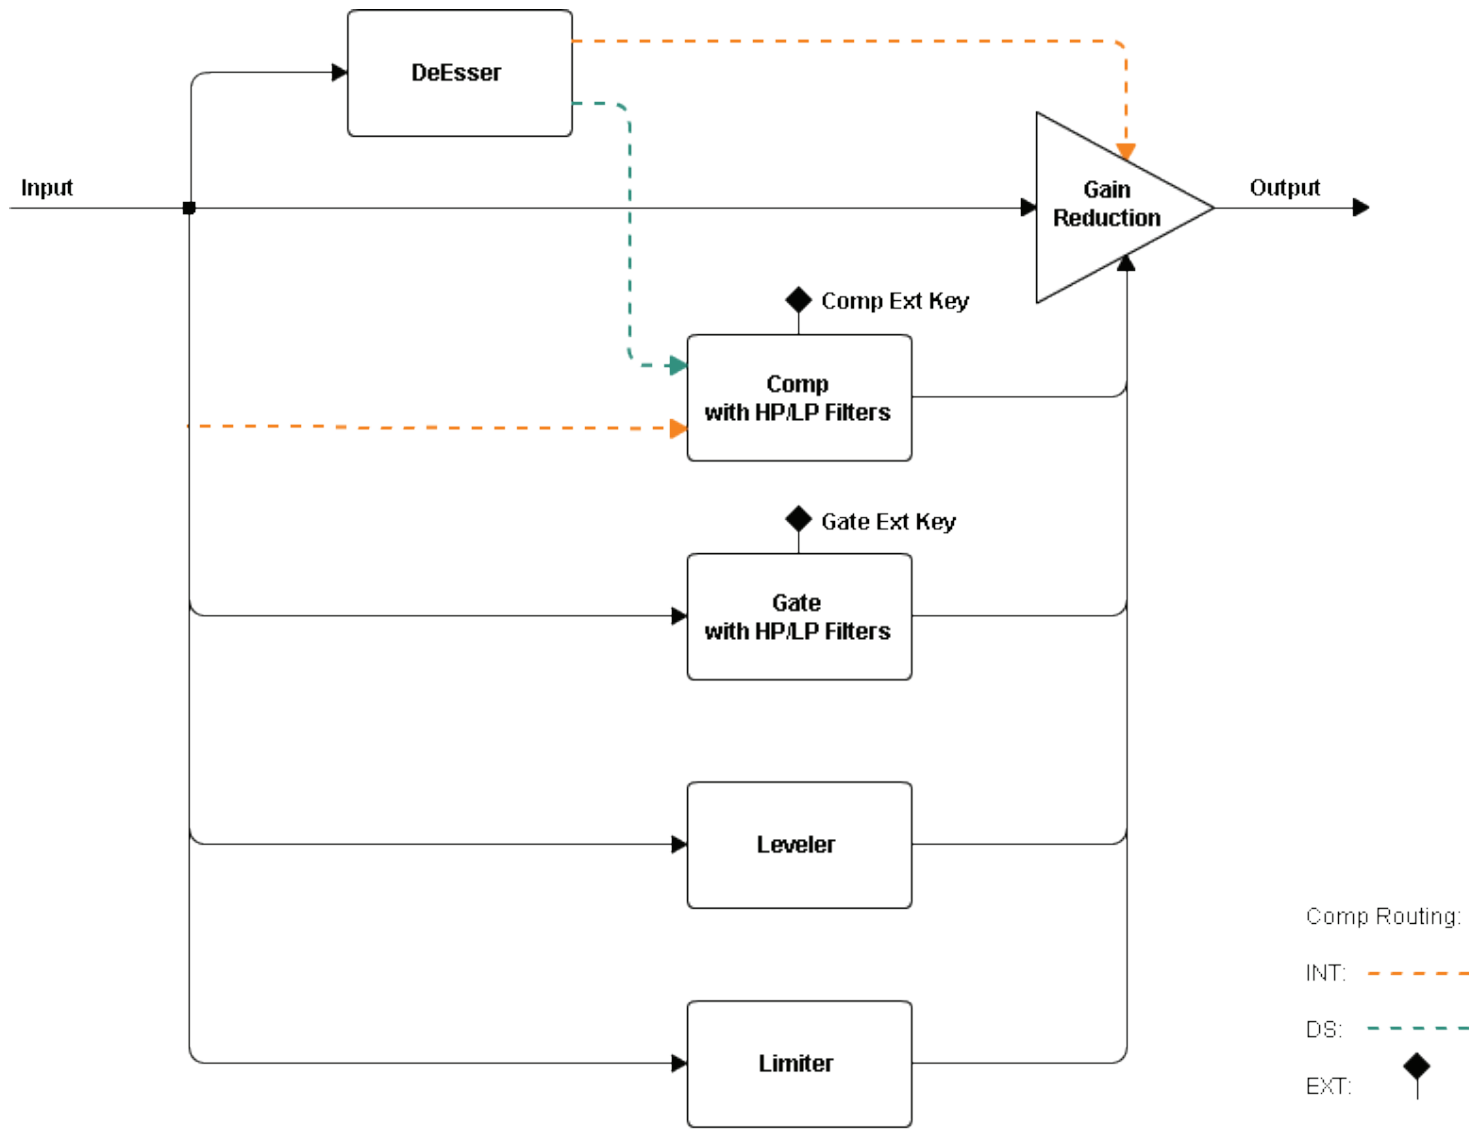 DeEsser
Input
Gain
Reduction
Output
Comp Ext Key
Comp
with HP/LP Filters
Gate Ext Key
Gate
with HP/LP Filters
Leveler
Limiter
Comp Routing:
INT:
DS:
EXT: